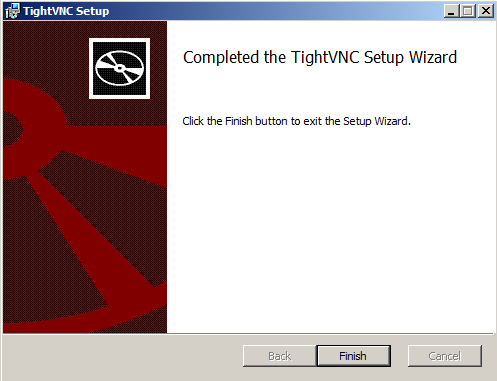 TightVNC Setup
Completed the TightVNC Setup Wizard
Click the Finish button to exit the Setup Wizard.
Back
Finish
Cancel